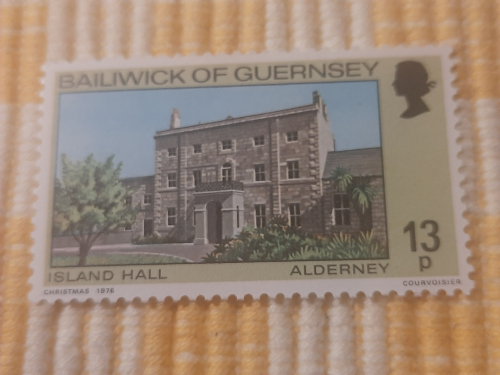 BAILIWICK OF GUERNSEY
13
p
ISLAND HALL ALDERNEY
CHRISTMAS 1976 COURVOISIER